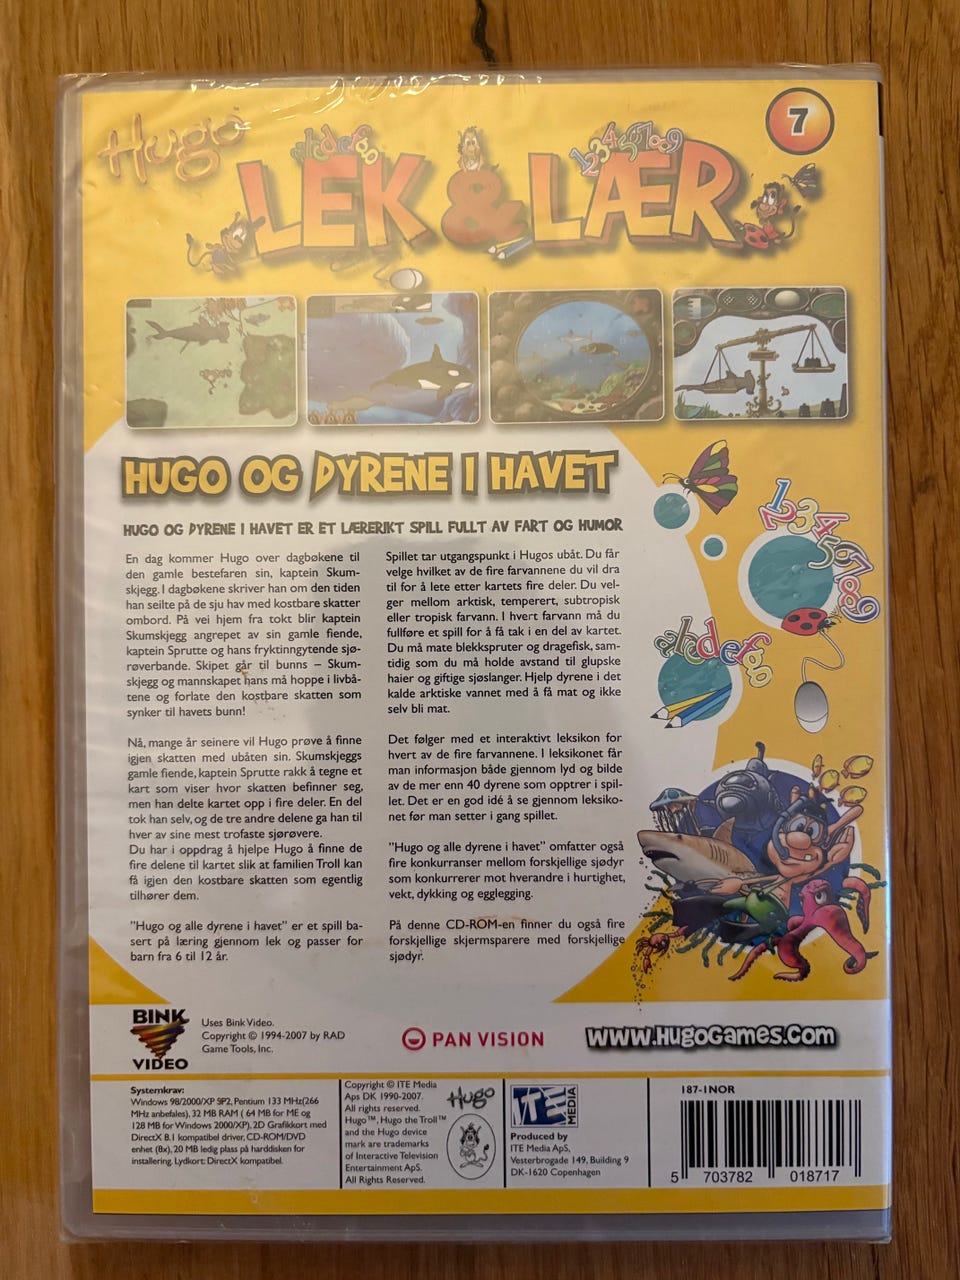 Hugo
7
abcdefg
123456789
LEK & LÆR
HUGO OG DYRENE I HAVET
HUGO OG DYRENE I HAVET ER ET LÆRERIKT SPILL FULLT AV FART OG HUMOR
En dag kommer Hugo over dagbøkene til
den gamle bestefaren sin, kaptein Skum-
skjegg. I dagbøkene skriver han om den tiden
han seilte på de sju hav med kostbare skatter
ombord. På vei hjem fra tokt blir kaptein
Skumskjegg angrepet av sin gamle fiende,
kaptein Sprutte og hans fryktinngytende sjø-
røverbande. Skipet går til bunns – Skum-
skjegg og mannskapet hans må hoppe i livbå-
tene og forlate den kostbare skatten som
synker til havets bunn!
Nå, mange år seinere vil Hugo prøve å finne
igjen skatten med ubåten sin. Skumskjeggs
gamle fiende, kaptein Sprutte rakk å tegne et
kart som viser hvor skatten befinner seg,
men han delte kartet opp i fire deler. En del
tok han selv, og de tre andre delene ga han til
hver av sine mest trofaste sjørøvere.
Du har i oppdrag å hjelpe Hugo å finne de
fire delene til kartet slik at familien Troll kan
få igjen den kostbare skatten som egentlig
tilhører dem.
"Hugo og alle dyrene i havet" er et spill ba-
sert på læring gjennom lek og passer for
barn fra 6 til 12 år.
Spillet tar utgangspunkt i Hugos ubåt. Du får
velge hvilket av de fire farvannene du vil dra
til for å lete etter kartets fire deler. Du vel-
ger mellom arktisk, temperert, subtropisk
eller tropisk farvann. I hvert farvann må du
fullføre et spill for å få tak i en del av kartet.
Du må mate blekkspruter og dragefisk, sam-
tidig som du må holde avstand til glupske
haier og giftige sjøslanger. Hjelp dyrene i det
kalde arktiske vannet med å få mat og ikke
selv bli mat.
Det følger med et interaktivt leksikon for
hvert av de fire farvannene. I leksikonet får
man informasjon både gjennom lyd og bilde
av de mer enn 40 dyrene som opptrer i spil-
let. Det er en god idé å se gjennom leksiko-
net før man setter i gang spillet.
"Hugo og alle dyrene i havet" omfatter også
fire konkurranser mellom forskjellige sjødyr
som konkurrerer mot hverandre i hurtighet,
vekt, dykking og egglegging.
På denne CD-ROM-en finner du også fire
forskjellige skjermsparere med forskjellige
sjødyr.
123456789
abcdefg
BINK
VIDEO
Uses Bink Video.
Copyright © 1994-2007 by RAD
Game Tools, Inc.
PAN VISION
www.HugoGames.Com
Systemkrav:
Windows 98/2000/XP SP2, Pentium 133 MHz(266
MHz anbefales), 32 MB RAM ( 64 MB for ME og
128 MB for Windows 2000/XP). 2D Grafikkort med
DirectX 8.1 kompatibel driver, CD-ROM/DVD
enhet (8x), 20 MB ledig plass på harddisken for
installering. Lydkort: DirectX kompatibel.
Copyright © ITE Media
Aps DK 1990-2007.
All rights reserved.
Hugo™, Hugo the Troll™
and the Hugo device
mark are trademarks
of Interactive Television
Entertainment ApS.
All Rights Reserved.
Hugo
ITE MEDIA
Produced by
ITE Media ApS,
Vesterbrogade 149, Building 9
DK-1620 Copenhagen
187-1NOR
5 703782 018717